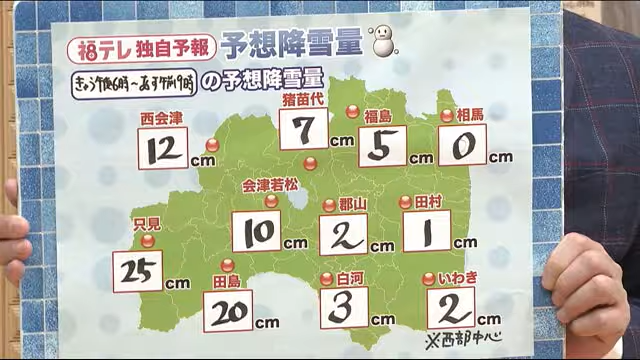 福テレ 独自予報 予想降雪量
きょう午後6時~あす午前9時 の予想降雪量
西会津
12 cm
猪苗代
7 cm
福島
5 cm
相馬
0 cm
会津若松
10 cm
郡山
2 cm
田村
1 cm
只見
25 cm
田島
20 cm
白河
3 cm
いわき
2 cm
※西部中心